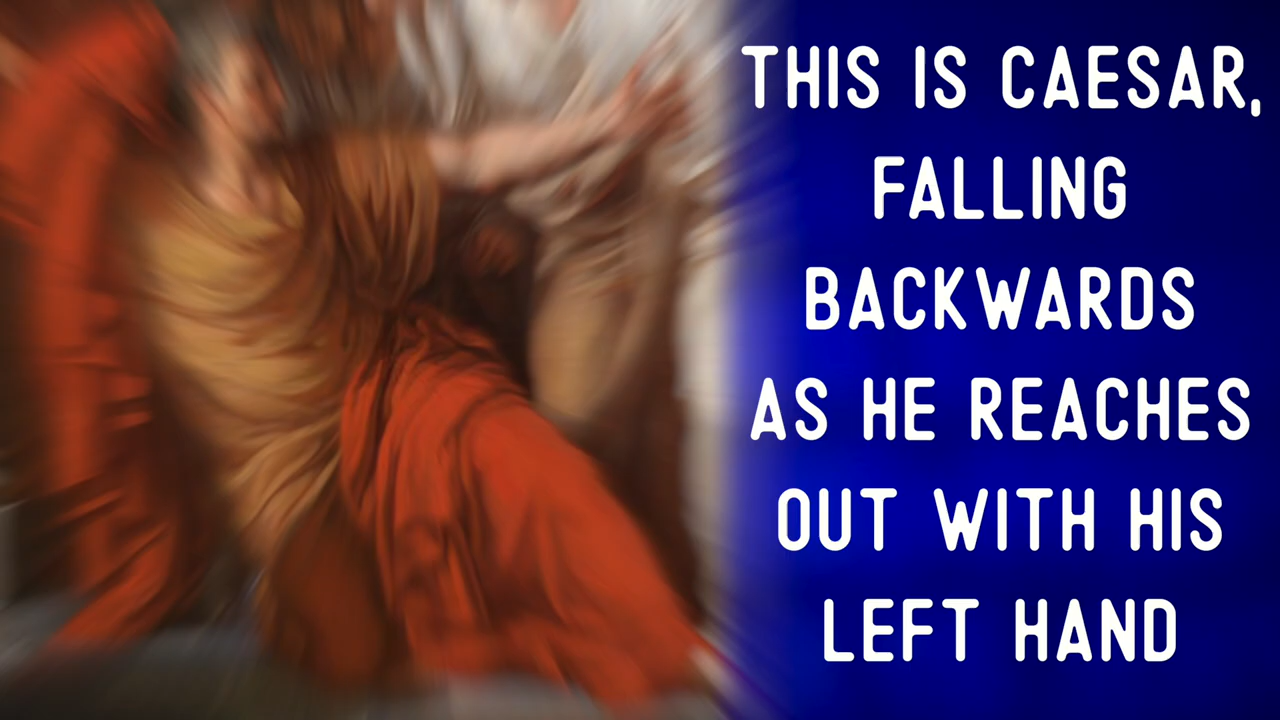 THIS IS CAESAR,
FALLING
BACKWARDS
AS HE REACHES
OUT WITH HIS
LEFT HAND